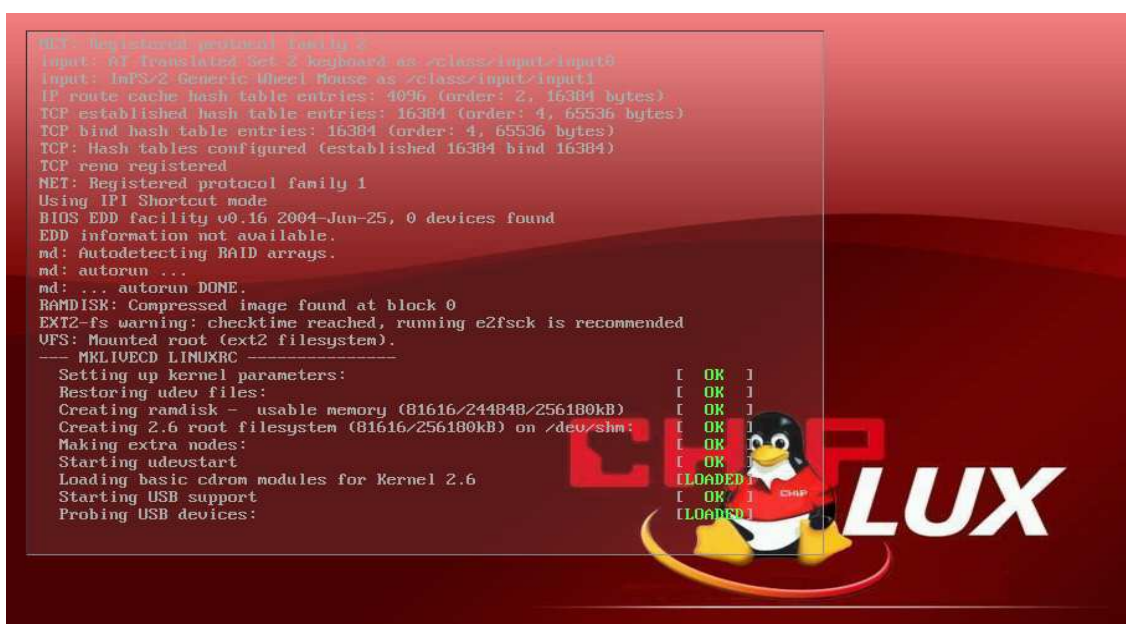 NET: Registered protocol family 2
input: AT Translated Set 2 keyboard as /class/input/input0
input: ImPS/2 Generic Wheel Mouse as /class/input/input1
IP route cache hash table entries: 4096 (order: 2, 16384 bytes)
TCP established hash table entries: 16384 (order: 4, 65536 bytes)
TCP bind hash table entries: 16384 (order: 4, 65536 bytes)
TCP: Hash tables configured (established 16384 bind 16384)
TCP reno registered
NET: Registered protocol family 1
Using IPI Shortcut mode
BIOS EDD facility v0.16 2004-Jun-25, 0 devices found
EDD information not available.
md: Autodetecting RAID arrays.
md: autorun ...
md: ... autorun DONE.
RAMDISK: Compressed image found at block 0
EXT2-fs warning: checktime reached, running e2fsck is recommended
VFS: Mounted root (ext2 filesystem).
--- MKLIVECD LINUXRC ---------------
Setting up kernel parameters: [ OK ]
Restoring udev files: [ OK ]
Creating ramdisk - usable memory (81616/244848/256180kB) [ OK ]
Creating 2.6 root filesystem (81616/256180kB) on /dev/shm: [ OK ]
Making extra nodes: [ OK ]
Starting udevstart [ OK ]
Loading basic cdrom modules for Kernel 2.6 [LOADED]
Starting USB support [ OK ]
Probing USB devices: [LOADED]
CHIP
CHIP
LUX